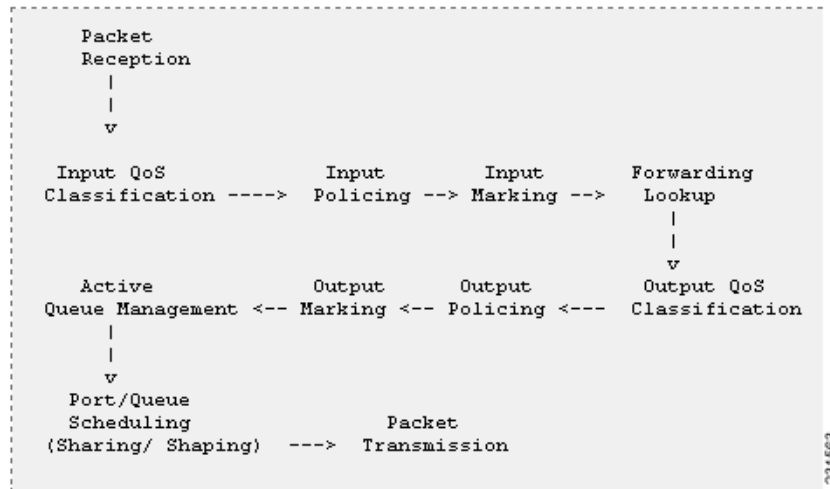 Packet
Reception
|
|
v
Input QoS Input Input Forwarding
Classification ----> Policing --> Marking --> Lookup
|
|
v
Active Output Output Output QoS
Queue Management <-- Marking <-- Policing <--- Classification
|
|
v
Port/Queue
Scheduling Packet
(Sharing/ Shaping) ---> Transmission